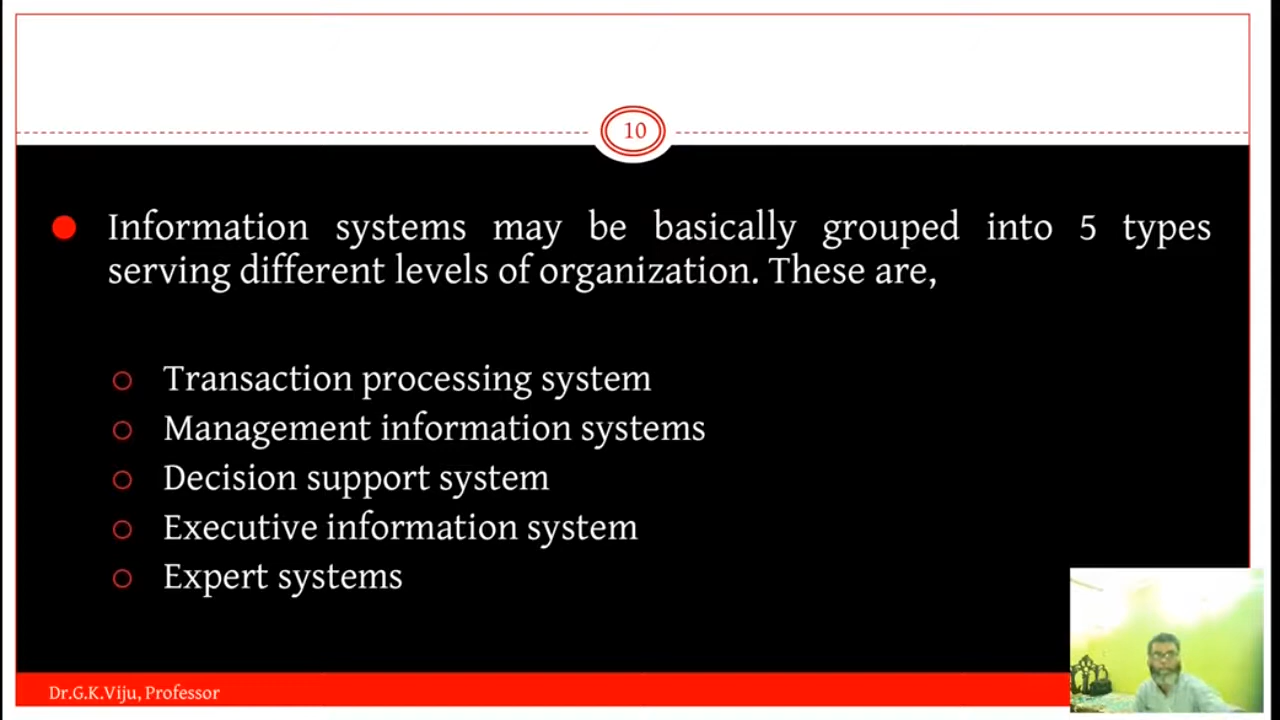 10
Information systems may be basically grouped into 5 types
serving different levels of organization. These are,
Transaction processing system
Management information systems
Decision support system
Executive information system
Expert systems
Dr.G.K.Viju, Professor